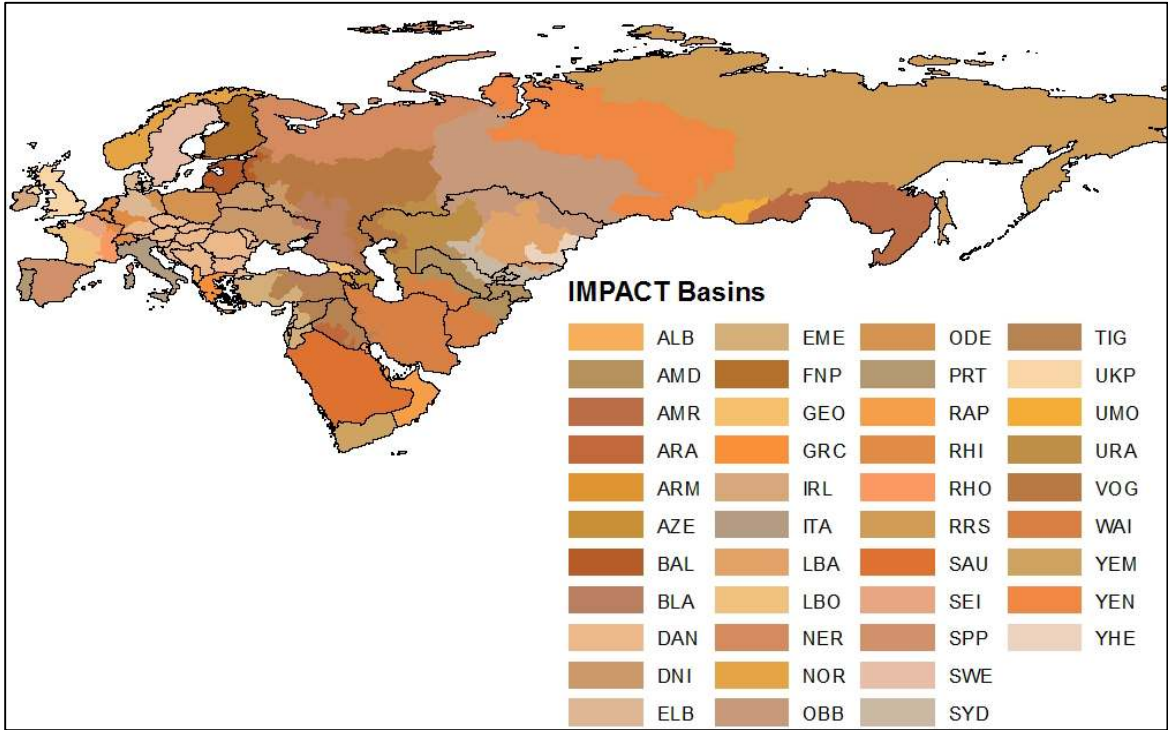 IMPACT Basins
ALB EME ODE TIG
AMD FNP PRT UKP
AMR GEO RAP UMO
ARA GRC RHI URA
ARM IRL RHO VOG
AZE ITA RRS WAI
BAL LBA SAU YEM
BLA LBO SEI YEN
DAN NER SPP YHE
DNI NOR SWE
ELB OBB SYD